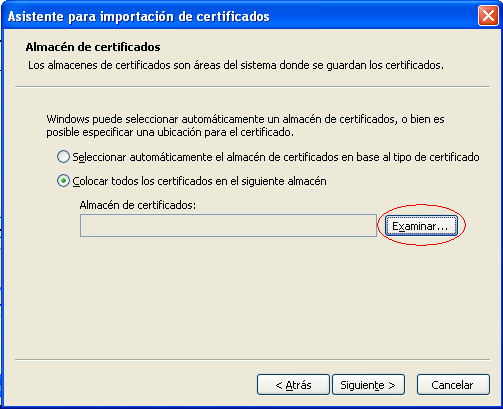 Asistente para importación de certificados
Almacén de certificados
Los almacenes de certificados son áreas del sistema donde se guardan los certificados.
Windows puede seleccionar automáticamente un almacén de certificados, o bien es
posible especificar una ubicación para el certificado.
Seleccionar automáticamente el almacén de certificados en base al tipo de certificado
Colocar todos los certificados en el siguiente almacén
Almacén de certificados:
Examinar...
< Atrás Siguiente > Cancelar